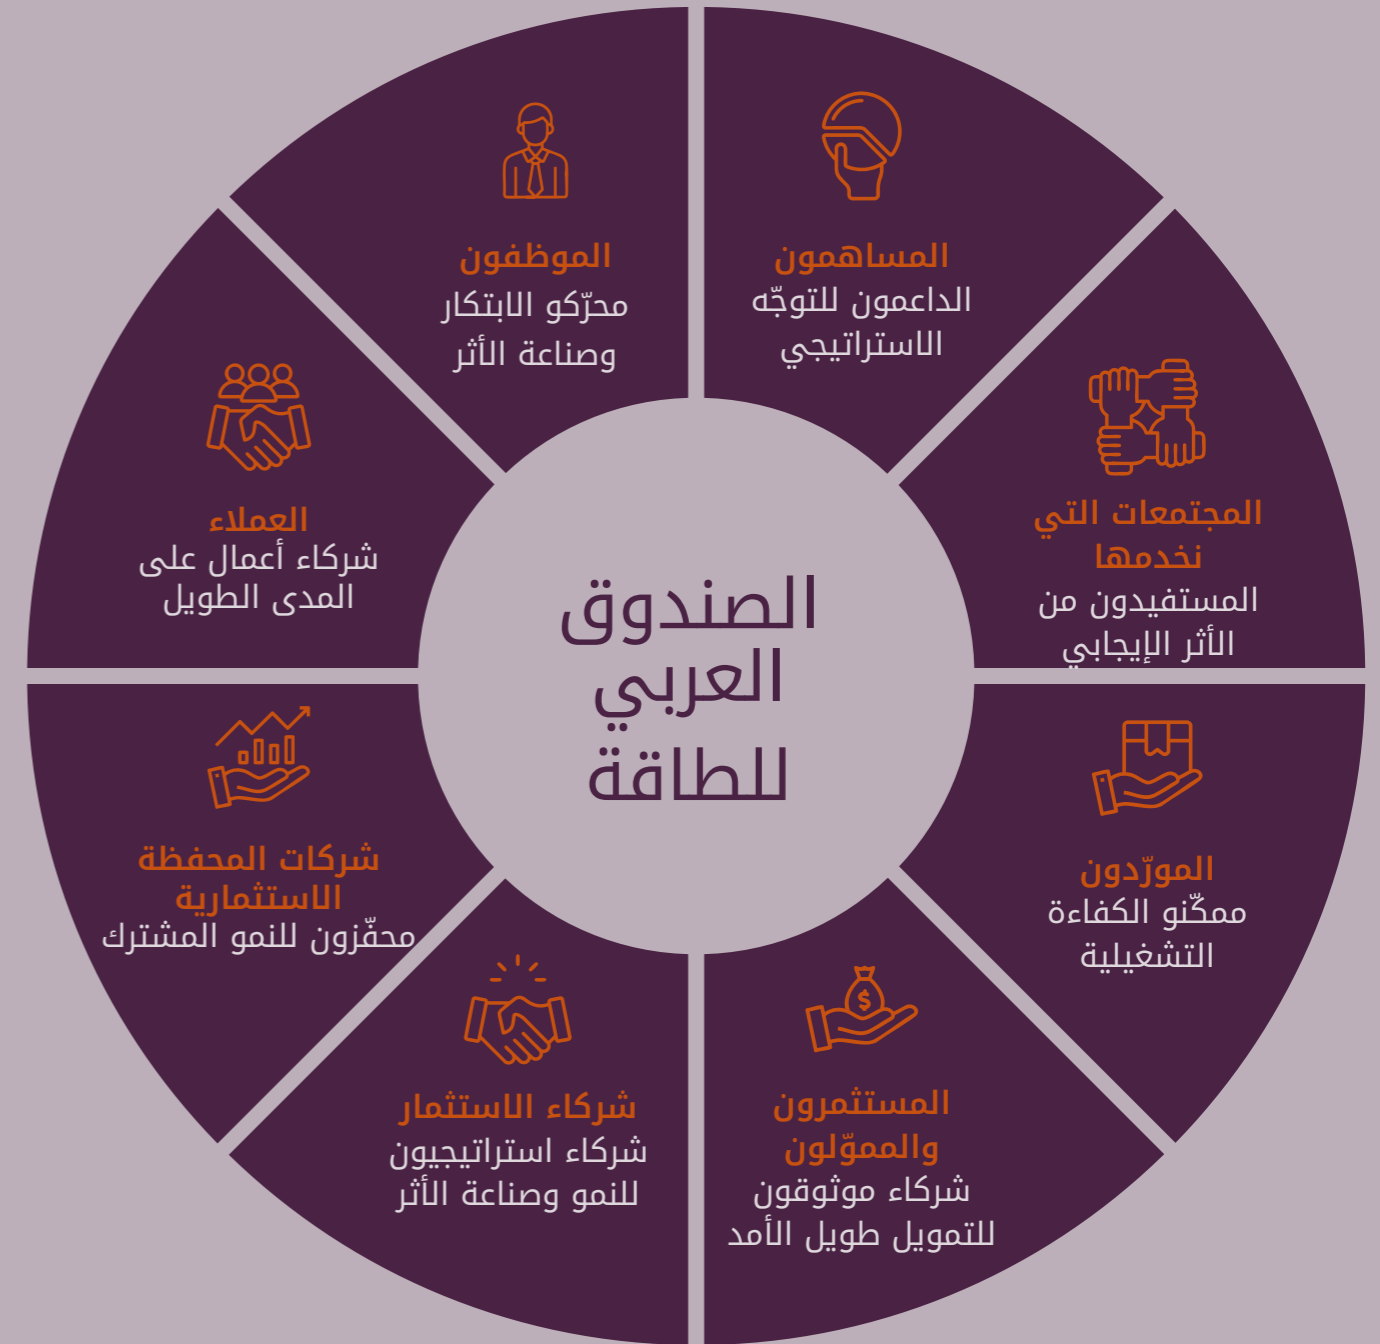 الصندوق
العربي
للطاقة
المساهمون
الداعمون للتوجّه
الاستراتيجي
المجتمعات التي
نخدمها
المستفيدون من
الأثر الإيجابي
المورّدون
ممكّنو الكفاءة
التشغيلية
المستثمرون
والمموّلون
شركاء موثوقون
للتمويل طويل الأمد
شركاء الاستثمار
شركاء استراتيجيون
للنمو وصناعة الأثر
شركات المحفظة
الاستثمارية
محفّزون للنمو المشترك
العملاء
شركاء أعمال على
المدى الطويل
الموظفون
محرّكو الابتكار
وصناعة الأثر
$